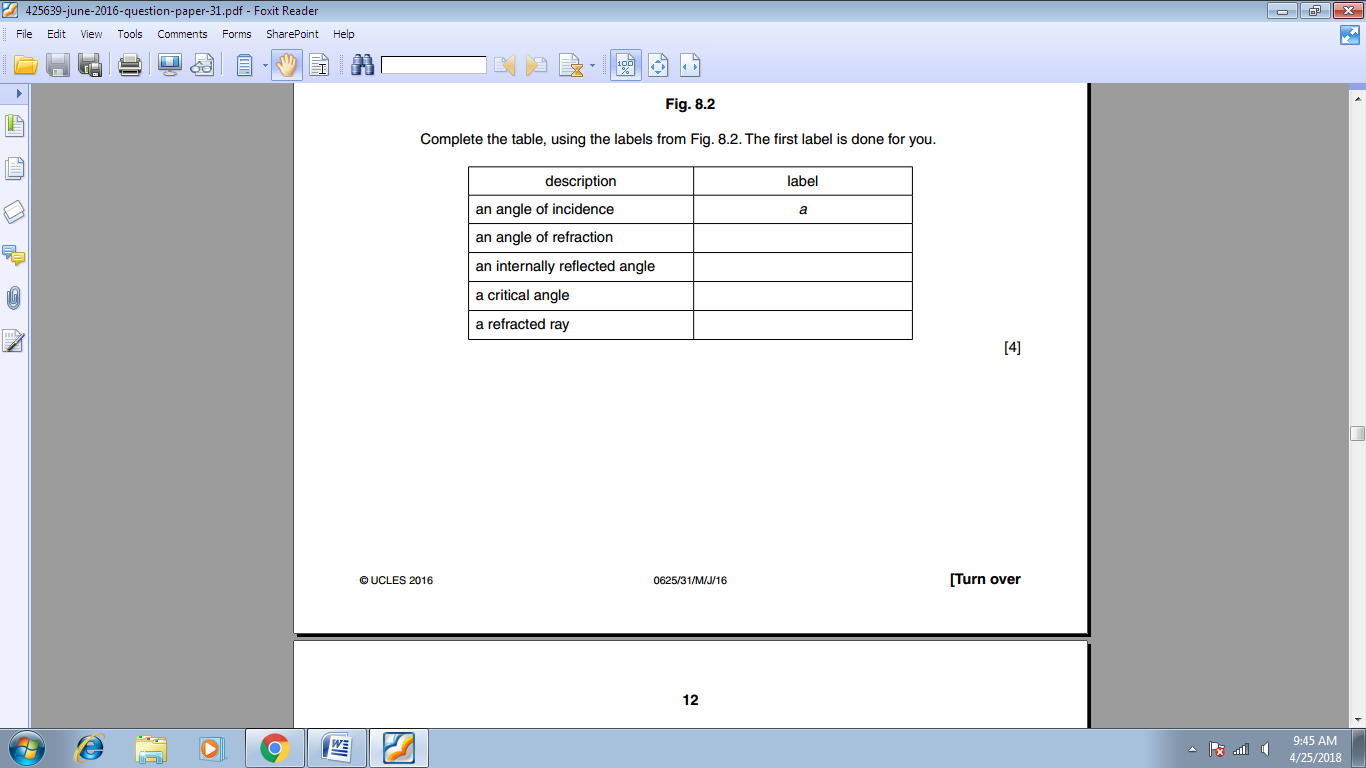 425639-june-2016-question-paper-31.pdf - Foxit Reader
File Edit View Tools Comments Forms SharePoint Help
100 %
Fig. 8.2
Complete the table, using the labels from Fig. 8.2. The first label is done for you.
description label
an angle of incidence a
an angle of refraction
an internally reflected angle
a critical angle
a refracted ray
[4]
© UCLES 2016 0625/31/M/J/16 [Turn over
12
9:45 AM
4/25/2018